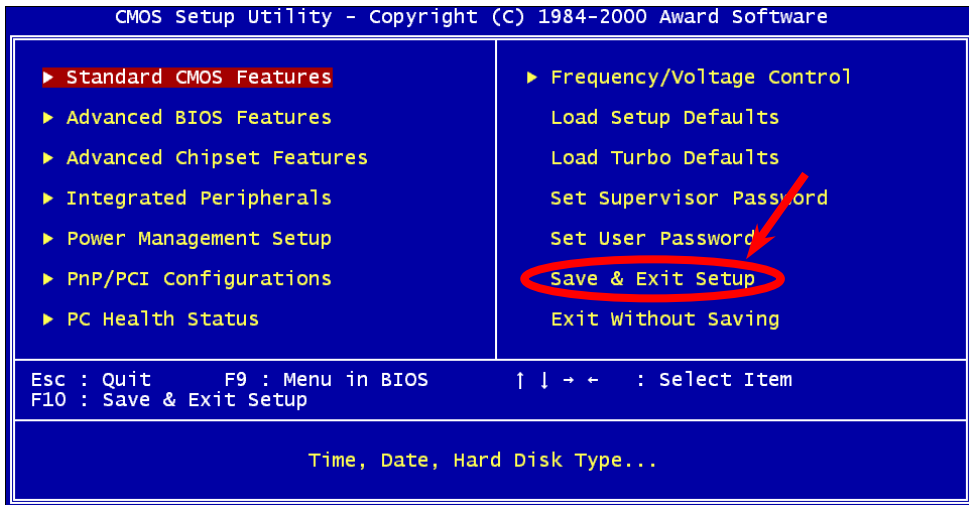 CMOS Setup Utility - Copyright (C) 1984-2000 Award Software
▶ Standard CMOS Features
▶ Advanced BIOS Features
▶ Advanced Chipset Features
▶ Integrated Peripherals
▶ Power Management Setup
▶ PnP/PCI Configurations
▶ PC Health Status
▶ Frequency/Voltage Control
Load Setup Defaults
Load Turbo Defaults
Set Supervisor Password
Set User Password
Save & Exit Setup
Exit Without Saving
Esc : Quit F9 : Menu in BIOS ↑ ↓ → ← : Select Item
F10 : Save & Exit Setup
Time, Date, Hard Disk Type...